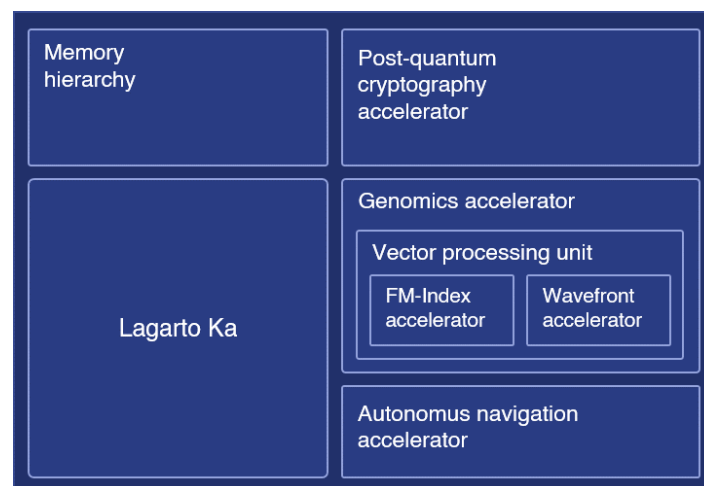 Memory
hierarchy
Post-quantum
cryptography
accelerator
Lagarto Ka
Genomics accelerator
Vector processing unit
FM-Index
accelerator
Wavefront
accelerator
Autonomus navigation
accelerator